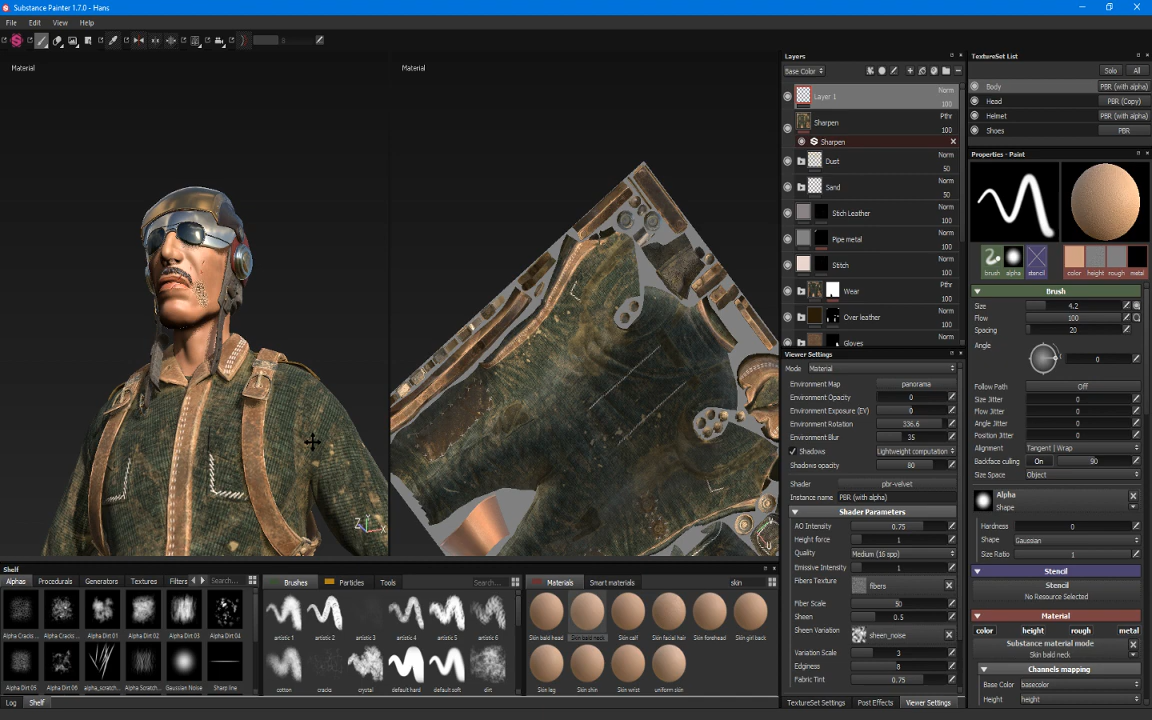 Substance Painter 1.7.0 - Hans
File Edit View Help
Material
Material
Layers
Base Color
Layer 1 Norm 100
Sharpen Pthr 100
Sharpen
Dust Norm 50
Sand Norm 50
Stich Leather Norm 100
Pipe metal Norm 100
Stitch Norm 100
Wear Pthr 100
Over leather Norm 100
Gloves Norm
Viewer Settings
Mode Material
Environment Map panorama
Environment Opacity 0
Environment Exposure (EV) 0
Environment Rotation 336.6
Environment Blur 35
Shadows Lightweight computation
Shadows opacity 80
Shader pbr-velvet
Instance name PBR (with alpha)
Shader Parameters
AO Intensity 0.75
Height force 1
Quality Medium (16 spp)
Emissive Intensity 1
Fibers Texture fibers
Fiber Scale 50
Sheen 0.5
Sheen Variation sheen_noise
Variation Scale 3
Edginess 8
Fabric Tint 0.75
TextureSet Settings Post Effects Viewer Settings
TextureSet List
Solo All
Body PBR (with alpha)
Head PBR (Copy)
Helmet PBR (with alpha)
Shoes PBR
Properties - Paint
brush alpha stencil color height rough metal
Brush
Size 4.2
Flow 100
Spacing 20
Angle 0
Follow Path Off
Size Jitter 0
Flow Jitter 0
Angle Jitter 0
Position Jitter 0
Alignment Tangent | Wrap
Backface culling On 90
Size Space Object
Alpha
Shape
Hardness 0
Shape Gaussian
Size Ratio 1
Stencil
Stencil
No Resource Selected
Material
color height rough metal
Substance material mode
Skin bald neck
Channels mapping
Base Color basecolor
Height height
Shelf
Alphas Procedurals Generators Textures Filters Search...
Alpha Cracks ... Alpha Cracks ... Alpha Dirt 01 Alpha Dirt 02 Alpha Dirt 03 Alpha Dirt 04
Alpha Dirt 05 Alpha Dirt 06 alpha_scratch... Alpha Scratch... Gaussian Noise Sharp line
Brushes Particles Tools Search...
artistic 1 artistic 2 artistic 3 artistic 4 artistic 5 artistic 6
cotton cracks crystal default hard default soft dirt
Materials Smart materials skin
Skin bald head Skin bald neck Skin calf Skin facial hair Skin forehead Skin girl back
Skin leg Skin shin Skin wrist uniform Skin
Log Shelf
Z Y X
U